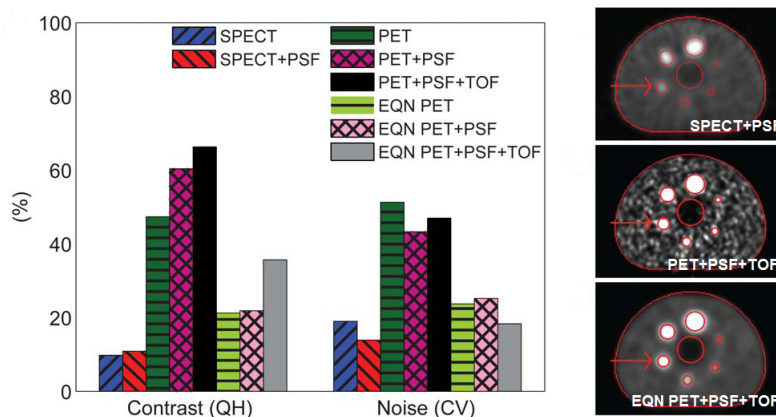 100
80
60
40
20
0
(%)
SPECT
SPECT+PSF
PET
PET+PSF
PET+PSF+TOF
EQN PET
EQN PET+PSF
EQN PET+PSF+TOF
Contrast (QH)
Noise (CV)
SPECT+PSF
PET+PSF+TOF
EQN PET+PSF+TOF